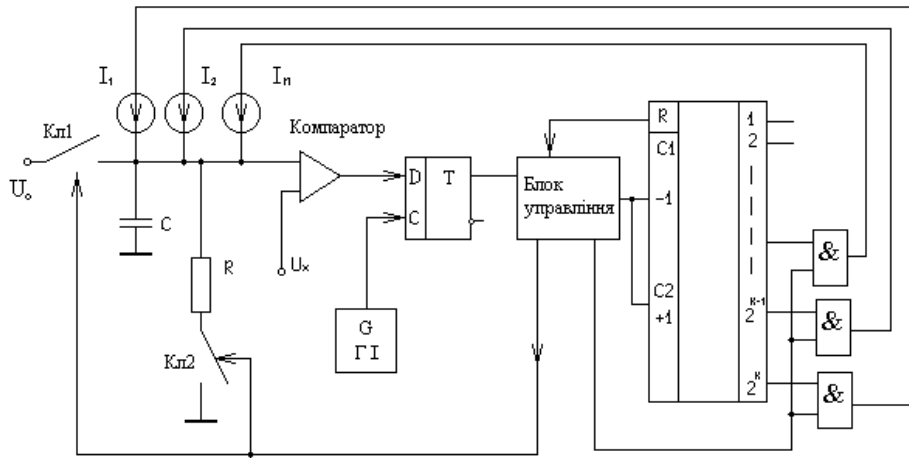 I₁
I₂
Iₙ
Кл1
U₀
C
R
Кл2
Компаратор
Uₓ
D
C
T
G
ГІ
Блок
управління
R
C1
-1
C2
+1
1
2
2ᴷ⁻¹
2ᴷ
&
&
&